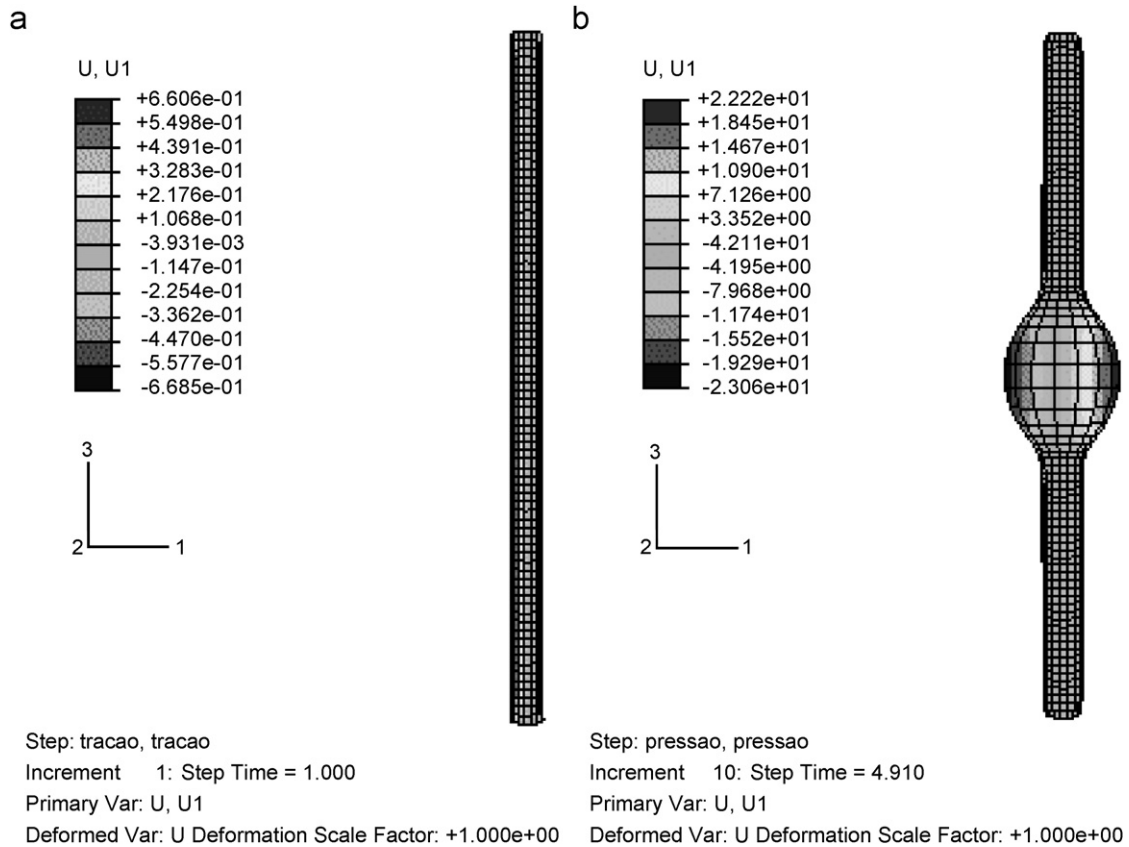 a
U, U1
+6.606e-01
+5.498e-01
+4.391e-01
+3.283e-01
+2.176e-01
+1.068e-01
-3.931e-03
-1.147e-01
-2.254e-01
-3.362e-01
-4.470e-01
-5.577e-01
-6.685e-01
3
2
1
Step: tracao, tracao
Increment 1: Step Time = 1.000
Primary Var: U, U1
Deformed Var: U Deformation Scale Factor: +1.000e+00
b
U, U1
+2.222e+01
+1.845e+01
+1.467e+01
+1.090e+01
+7.126e+00
+3.352e+00
-4.211e+01
-4.195e+00
-7.968e+00
-1.174e+01
-1.552e+01
-1.929e+01
-2.306e+01
3
2
1
Step: pressao, pressao
Increment 10: Step Time = 4.910
Primary Var: U, U1
Deformed Var: U Deformation Scale Factor: +1.000e+00